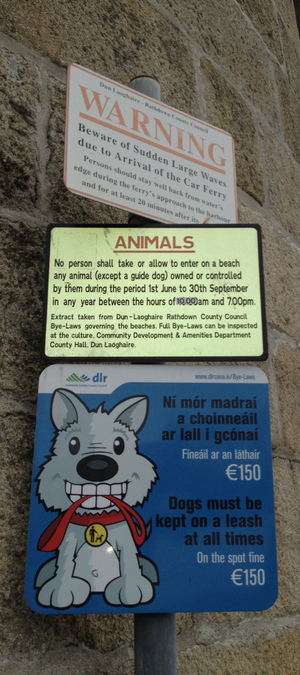 Dun Laoghaire - Rathdown County Council
WARNING
Beware of Sudden Large Waves
due to Arrival of the Car Ferry
Persons should stay well back from water's
edge during the ferry's approach to the harbour
and for at least 20 minutes after its
ANIMALS
No person shall take or allow to enter on a beach
any animal (except a guide dog) owned or controlled
by them during the period 1st June to 30th September
in any year between the hours of 10.00am and 7.00pm.
Extract taken from Dun-Laoghaire Rathdown County Council
Bye-Laws governing the beaches. Full Bye-Laws can be inspected
at the culture, Community Development & Amenities Department
County Hall, Dun Laoghaire.
dlr
www.dlrcoco.ie/Bye-Laws
Ní mór madraí
a choinneáil
ar iall i gcónaí
Fíneáil ar an láthair
€150
Dogs must be
kept on a leash
at all times
On the spot fine
€150